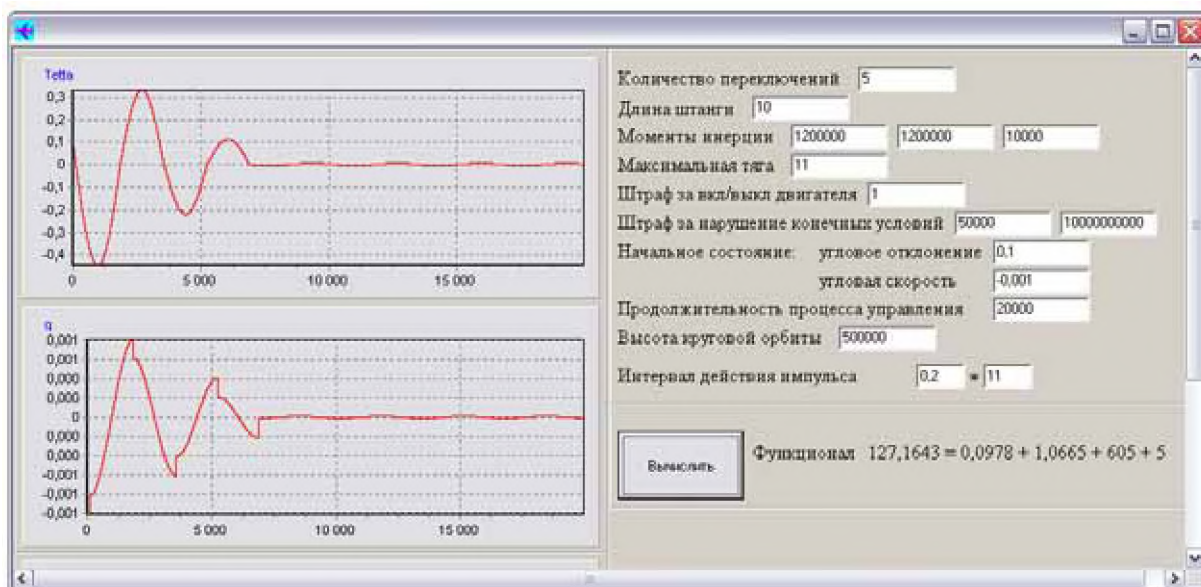 Tetta
0,3
0,2
0,1
0
-0,1
-0,2
-0,3
-0,4
0 5 000 10 000 15 000
q
0,001
0,001
0,000
0,000
0
0,000
0,000
-0,001
-0,001
-0,001
0 5 000 10 000 15 000
Количество переключений 5
Длина штанги 10
Моменты инерции 1200000 1200000 10000
Максимальная тяга 11
Штраф за вкл/выкл двигателя 1
Штраф за нарушение конечных условий 50000 10000000000
Начальное состояние: угловое отклонение 0,1
угловая скорость -0,001
Продолжительность процесса управления 20000
Высота круговой орбиты 500000
Интервал действия импульса 0,2 * 11
Вычислить
Функционал 127,1643 = 0,0978 + 1,0665 + 605 + 5